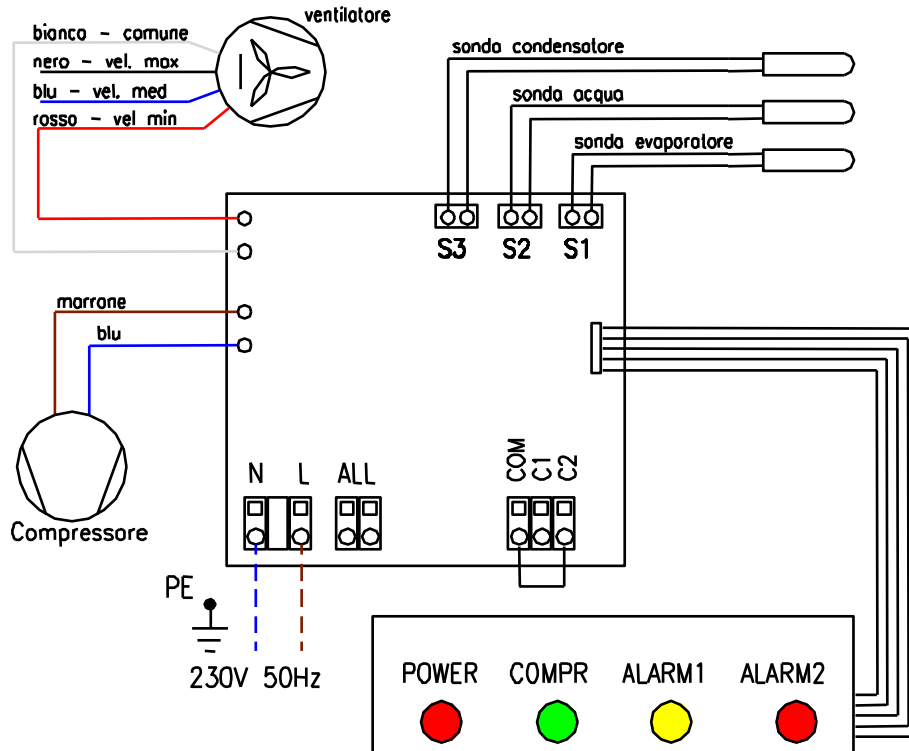 ventilatore
bianco - comune
nero - vel. max
blu - vel. med
rosso - vel min
sonda condensatore
sonda acqua
sonda evaporatore
S3 S2 S1
marrone
blu
Compressore
N L ALL COM C1 C2
PE
230V 50Hz
POWER COMPR ALARM1 ALARM2